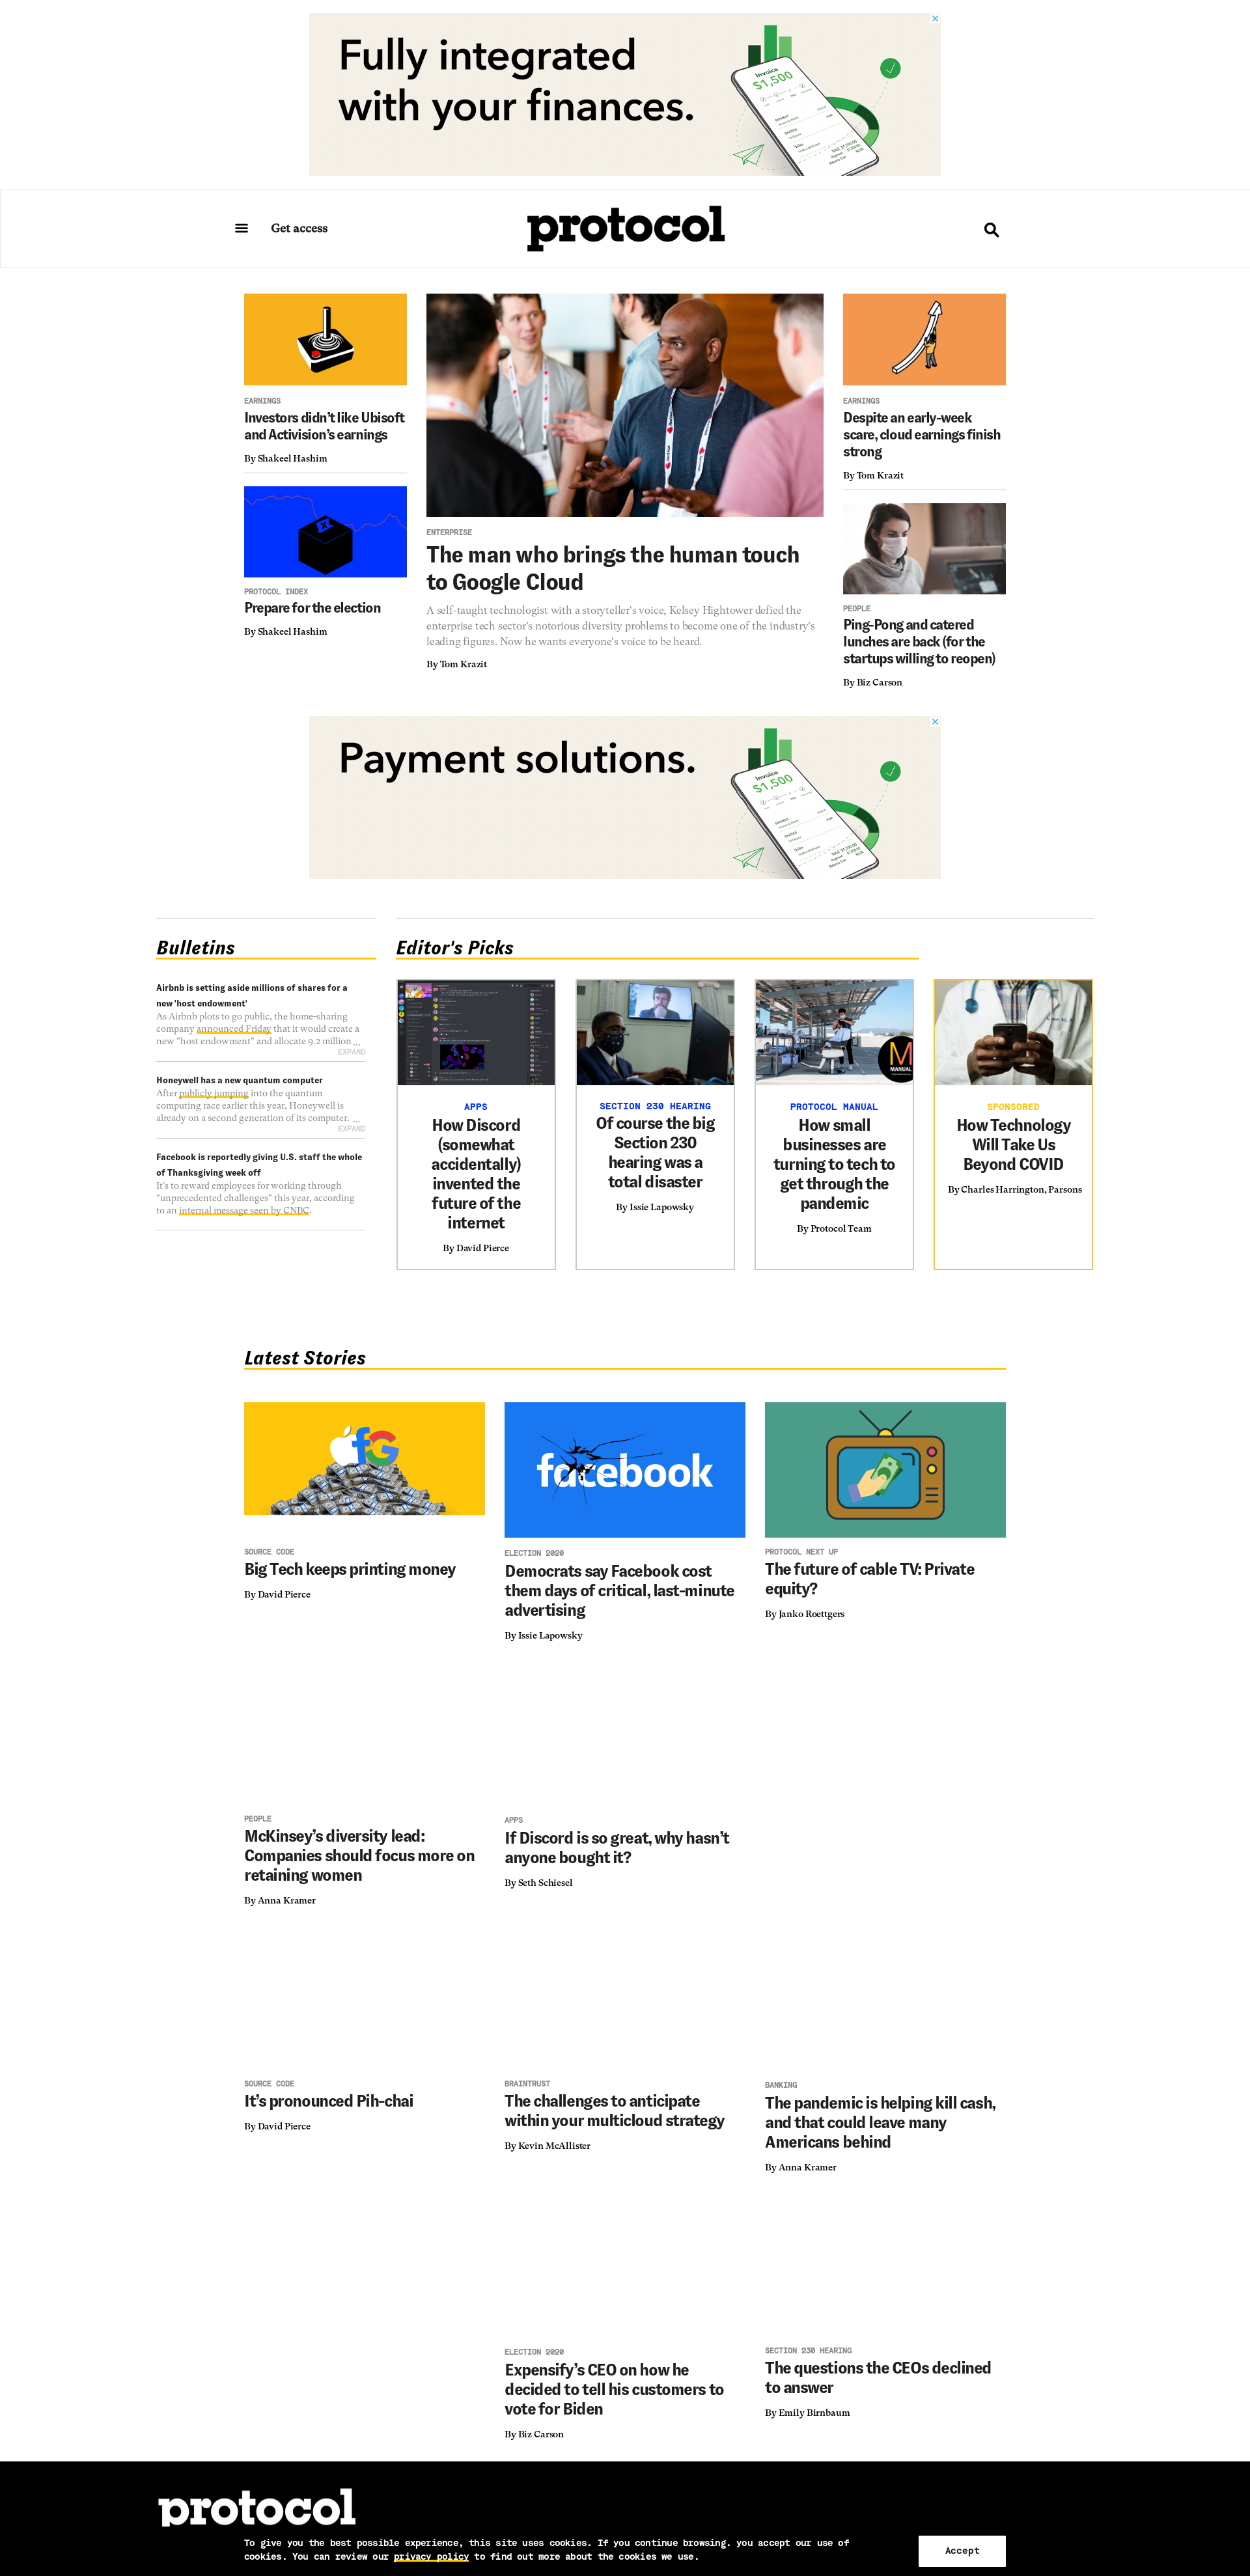 Fully integrated
with your finances.
Invoice
$1,500
Get access
protocol
EARNINGS
Investors didn’t like Ubisoft
and Activision’s earnings
By Shakeel Hashim
PROTOCOL INDEX
Prepare for the election
By Shakeel Hashim
ENTERPRISE
The man who brings the human touch
to Google Cloud
A self-taught technologist with a storyteller's voice, Kelsey Hightower defied the
enterprise tech sector's notorious diversity problems to become one of the industry's
leading figures. Now he wants everyone's voice to be heard.
By Tom Krazit
EARNINGS
Despite an early-week
scare, cloud earnings finish
strong
By Tom Krazit
PEOPLE
Ping-Pong and catered
lunches are back (for the
startups willing to reopen)
By Biz Carson
Payment solutions.
Invoice
$1,500
Bulletins
Airbnb is setting aside millions of shares for a
new 'host endowment'
As Airbnb plots to go public, the home-sharing
company announced Friday that it would create a
new "host endowment" and allocate 9.2 million ...
EXPAND
Honeywell has a new quantum computer
After publicly jumping into the quantum
computing race earlier this year, Honeywell is
already on a second generation of its computer. ...
EXPAND
Facebook is reportedly giving U.S. staff the whole
of Thanksgiving week off
It's to reward employees for working through
"unprecedented challenges" this year, according
to an internal message seen by CNBC.
Editor's Picks
APPS
How Discord
(somewhat
accidentally)
invented the
future of the
internet
By David Pierce
SECTION 230 HEARING
Of course the big
Section 230
hearing was a
total disaster
By Issie Lapowsky
M
MANUAL
PROTOCOL MANUAL
How small
businesses are
turning to tech to
get through the
pandemic
By Protocol Team
SPONSORED
How Technology
Will Take Us
Beyond COVID
By Charles Harrington, Parsons
Latest Stories
SOURCE CODE
Big Tech keeps printing money
By David Pierce
facebook
ELECTION 2020
Democrats say Facebook cost
them days of critical, last-minute
advertising
By Issie Lapowsky
PROTOCOL NEXT UP
The future of cable TV: Private
equity?
By Janko Roettgers
PEOPLE
McKinsey’s diversity lead:
Companies should focus more on
retaining women
By Anna Kramer
APPS
If Discord is so great, why hasn’t
anyone bought it?
By Seth Schiesel
SOURCE CODE
It’s pronounced Pih-chai
By David Pierce
BRAINTRUST
The challenges to anticipate
within your multicloud strategy
By Kevin McAllister
BANKING
The pandemic is helping kill cash,
and that could leave many
Americans behind
By Anna Kramer
ELECTION 2020
Expensify’s CEO on how he
decided to tell his customers to
vote for Biden
By Biz Carson
SECTION 230 HEARING
The questions the CEOs declined
to answer
By Emily Birnbaum
protocol
To give you the best possible experience, this site uses cookies. If you continue browsing. you accept our use of
cookies. You can review our privacy policy to find out more about the cookies we use.
Accept